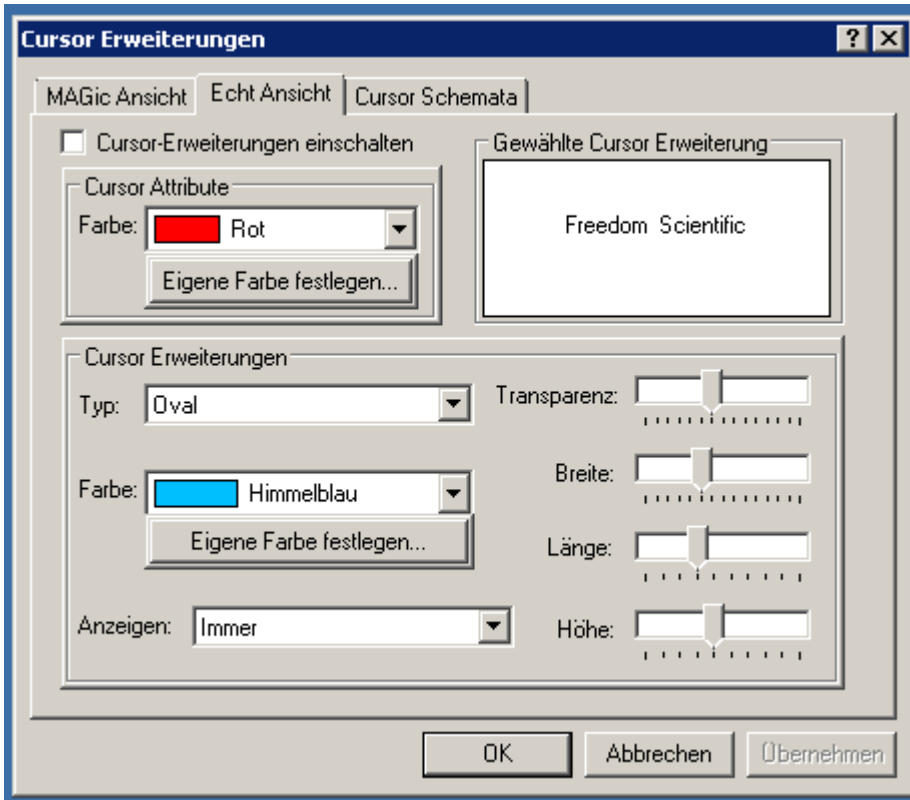 Cursor Erweiterungen
MAGic Ansicht Echt Ansicht Cursor Schemata
Cursor-Erweiterungen einschalten
Cursor Attribute
Farbe: Rot
Eigene Farbe festlegen...
Gewählte Cursor Erweiterung
Freedom Scientific
Cursor Erweiterungen
Typ: Oval
Farbe: Himmelblau
Eigene Farbe festlegen...
Anzeigen: Immer
Transparenz:
Breite:
Länge:
Höhe:
OK Abbrechen Übernehmen